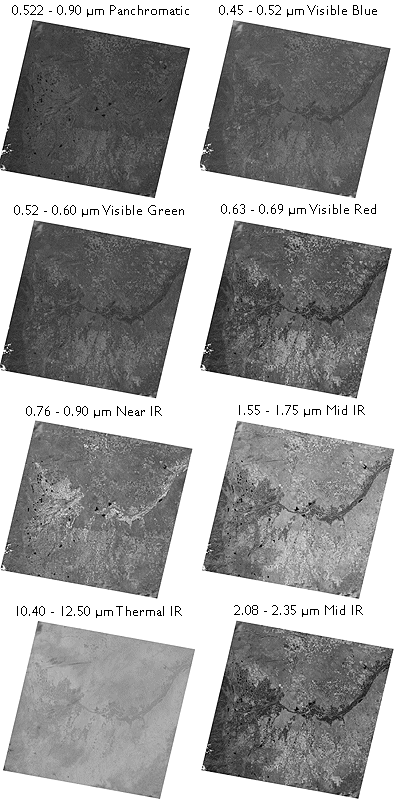 0.522 - 0.90 µm Panchromatic
0.45 - 0.52 µm Visible Blue
0.52 - 0.60 µm Visible Green
0.63 - 0.69 µm Visible Red
0.76 - 0.90 µm Near IR
1.55 - 1.75 µm Mid IR
10.40 - 12.50 µm Thermal IR
2.08 - 2.35 µm Mid IR